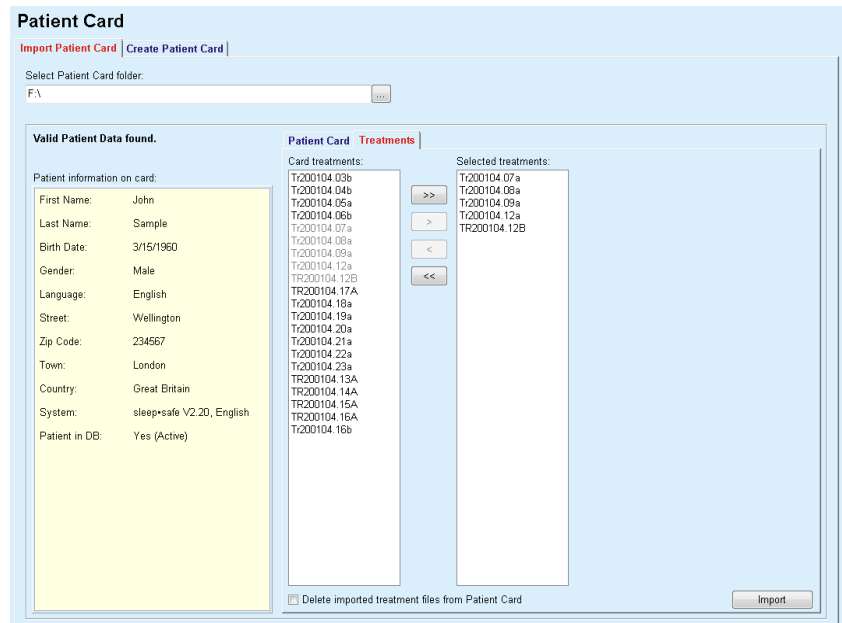 Patient Card
Import Patient Card Create Patient Card
Select Patient Card folder:
F:\
...
Valid Patient Data found.
Patient information on card:
First Name: John
Last Name: Sample
Birth Date: 3/15/1960
Gender: Male
Language: English
Street: Wellington
Zip Code: 234567
Town: London
Country: Great Britain
System: sleep•safe V2.20, English
Patient in DB: Yes (Active)
Patient Card Treatments
Card treatments:
Tr200104.03b
Tr200104.04b
Tr200104.05a
Tr200104.06b
Tr200104.07a
Tr200104.08a
Tr200104.09a
Tr200104.12a
TR200104.12B
TR200104.17A
Tr200104.18a
Tr200104.19a
Tr200104.20a
Tr200104.21a
Tr200104.22a
Tr200104.23a
TR200104.13A
TR200104.14A
TR200104.15A
TR200104.16A
Tr200104.16b
>>
>
<
<<
Selected treatments:
Tr200104.07a
Tr200104.08a
Tr200104.09a
Tr200104.12a
TR200104.12B
Delete imported treatment files from Patient Card
Import